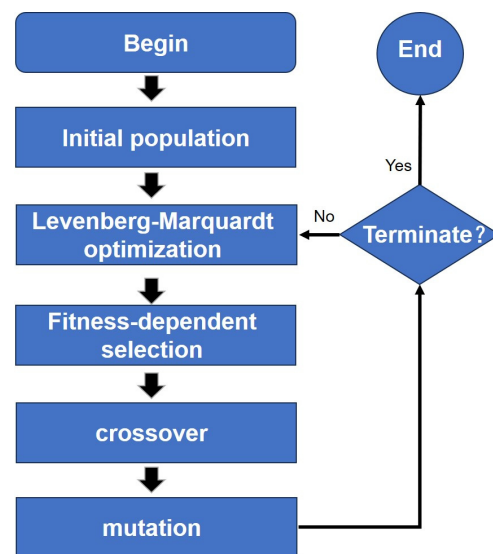 Begin
Initial population
Levenberg-Marquardt
optimization
Fitness-dependent
selection
crossover
mutation
End
Yes
No
Terminate?